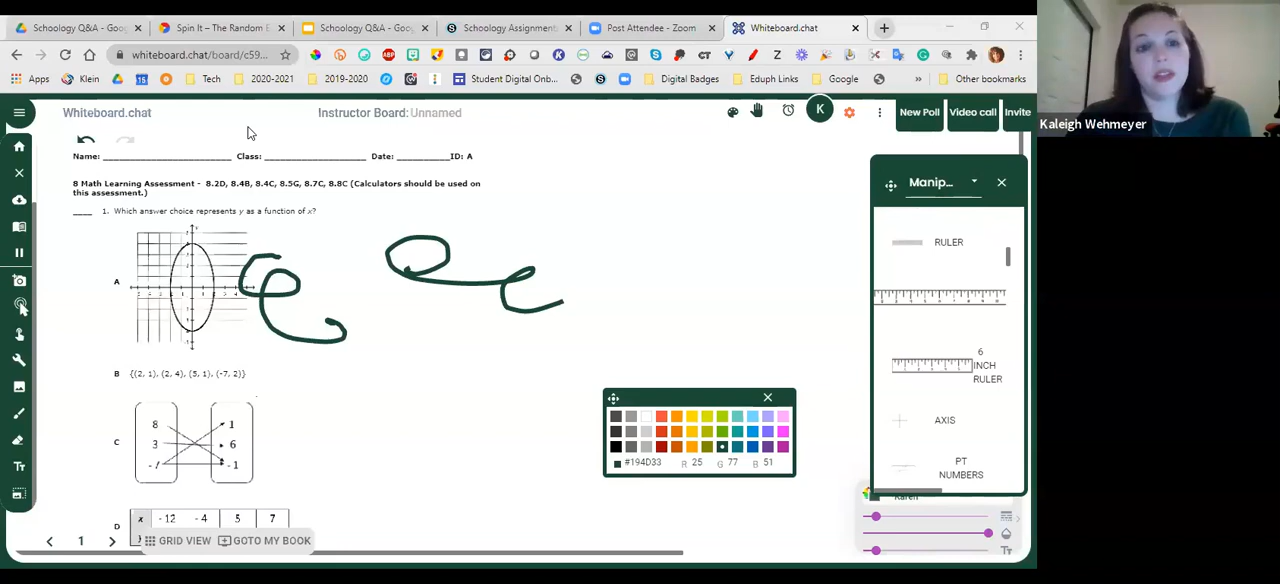 Schoology Q&A - Goo
Spin It – The Random E
Schoology Q&A - Goog
Schoology Assignment
Post Attendee - Zoom
Whiteboard.chat
whiteboard.chat/board/c59...
Apps
Klein
Tech
2020-2021
2019-2020
Student Digital Onb...
Digital Badges
Eduph Links
Google
»
Other bookmarks
Kaleigh Wehmeyer
Whiteboard.chat
Instructor Board: Unnamed
K
New Poll
Video call
Invite
Name: ____ Class: ____ Date: ____ ID: A
8 Math Learning Assessment - 8.2D, 8.4B, 8.4C, 8.5G, 8.7C, 8.8C (Calculators should be used on
this assessment.)
____ 1. Which answer choice represents y as a function of x?
A
B {(2, 1), (2, 4), (5, 1), (-7, 2)}
C
8 1
3 6
-1
D
x -12 -4 5 7
1
GRID VIEW
GOTO MY BOOK
#194D33 R 25 G 77 B 51
Manip...
RULER
6
INCH
RULER
AXIS
PT
NUMBERS
Karen